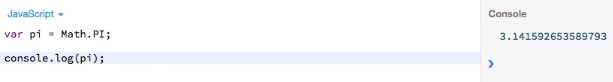 JavaScript
var pi = Math.PI;
console.log(pi);
Console
3.141592653589793
❯